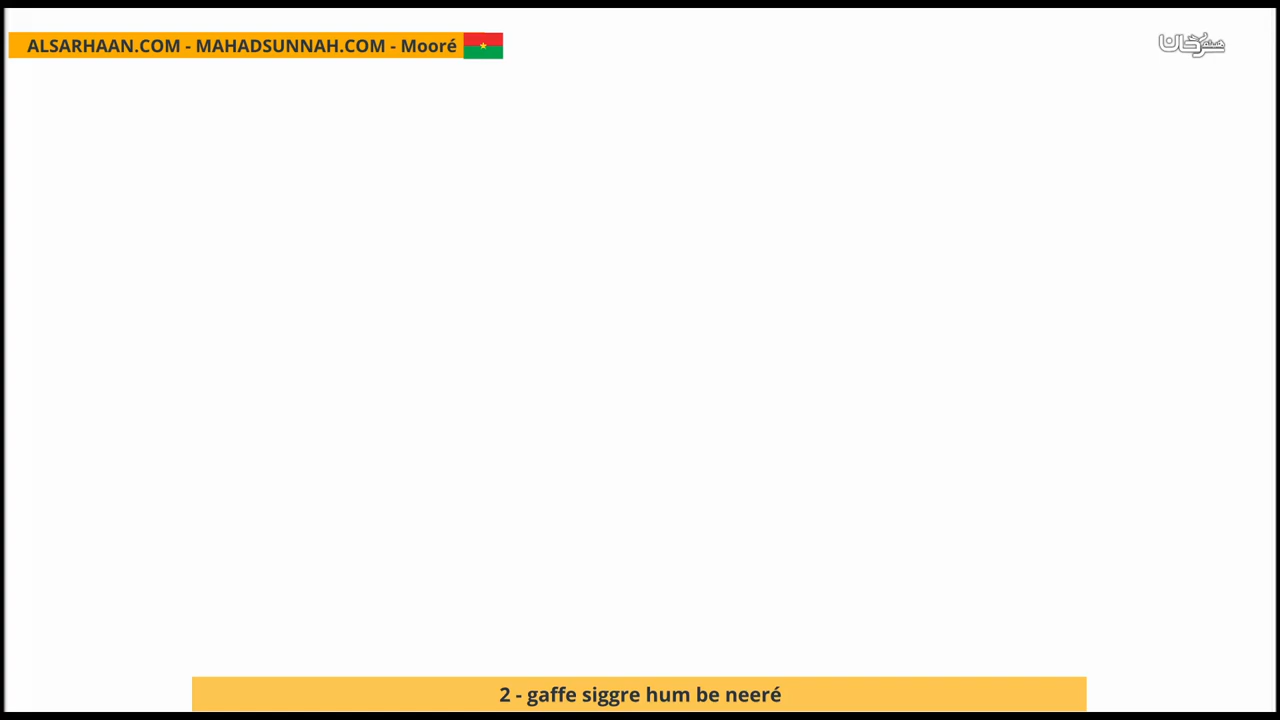 ALSARHAAN.COM - MAHADSUNNAH.COM - Mooré
2 - gaffe siggre hum be neeré